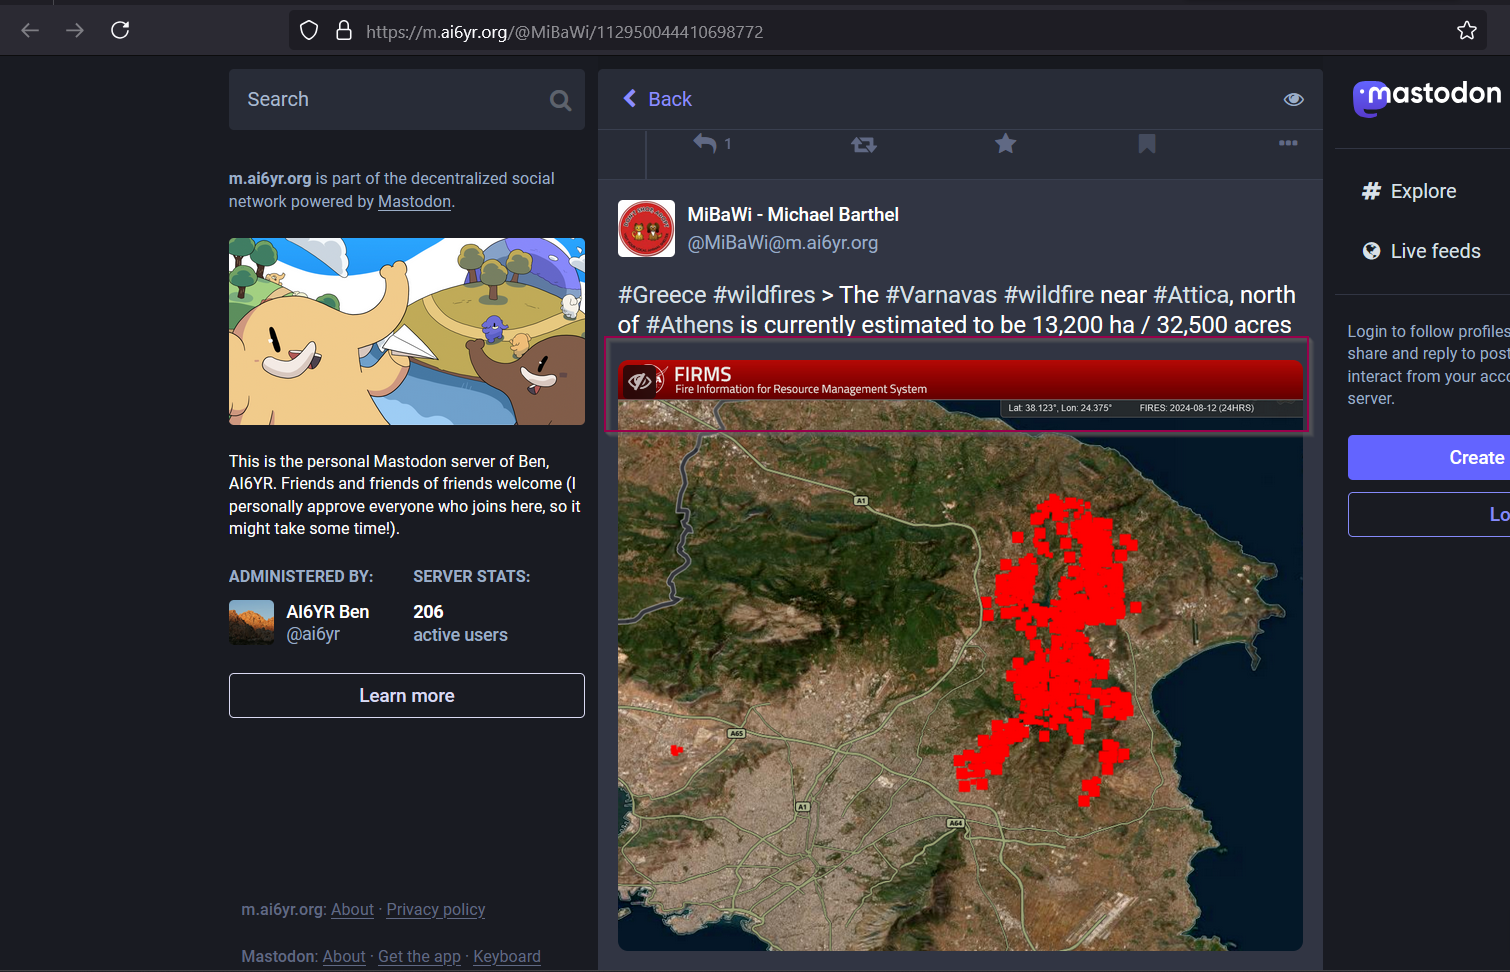 https://m.ai6yr.org/@MiBaWi/112950044410698772
Search
m.ai6yr.org is part of the decentralized social
network powered by Mastodon.
This is the personal Mastodon server of Ben,
AI6YR. Friends and friends of friends welcome (I
personally approve everyone who joins here, so it
might take some time!).
ADMINISTERED BY:
AI6YR Ben
@ai6yr
SERVER STATS:
206
active users
Learn more
m.ai6yr.org: About · Privacy policy
Mastodon: About · Get the app · Keyboard
Back
1
MiBaWi - Michael Barthel
@MiBaWi@m.ai6yr.org
#Greece #wildfires > The #Varnavas #wildfire near #Attica, north
of #Athens is currently estimated to be 13,200 ha / 32,500 acres
FIRMS
Fire Information for Resource Management System
Lat: 38.123°, Lon: 24.375° FIRES: 2024-08-12 (24HRS)
A1
A65
A1
A64
mastodon
# Explore
Live feeds
Login to follow profiles
share and reply to post
interact from your acco
server.
Create
Lo